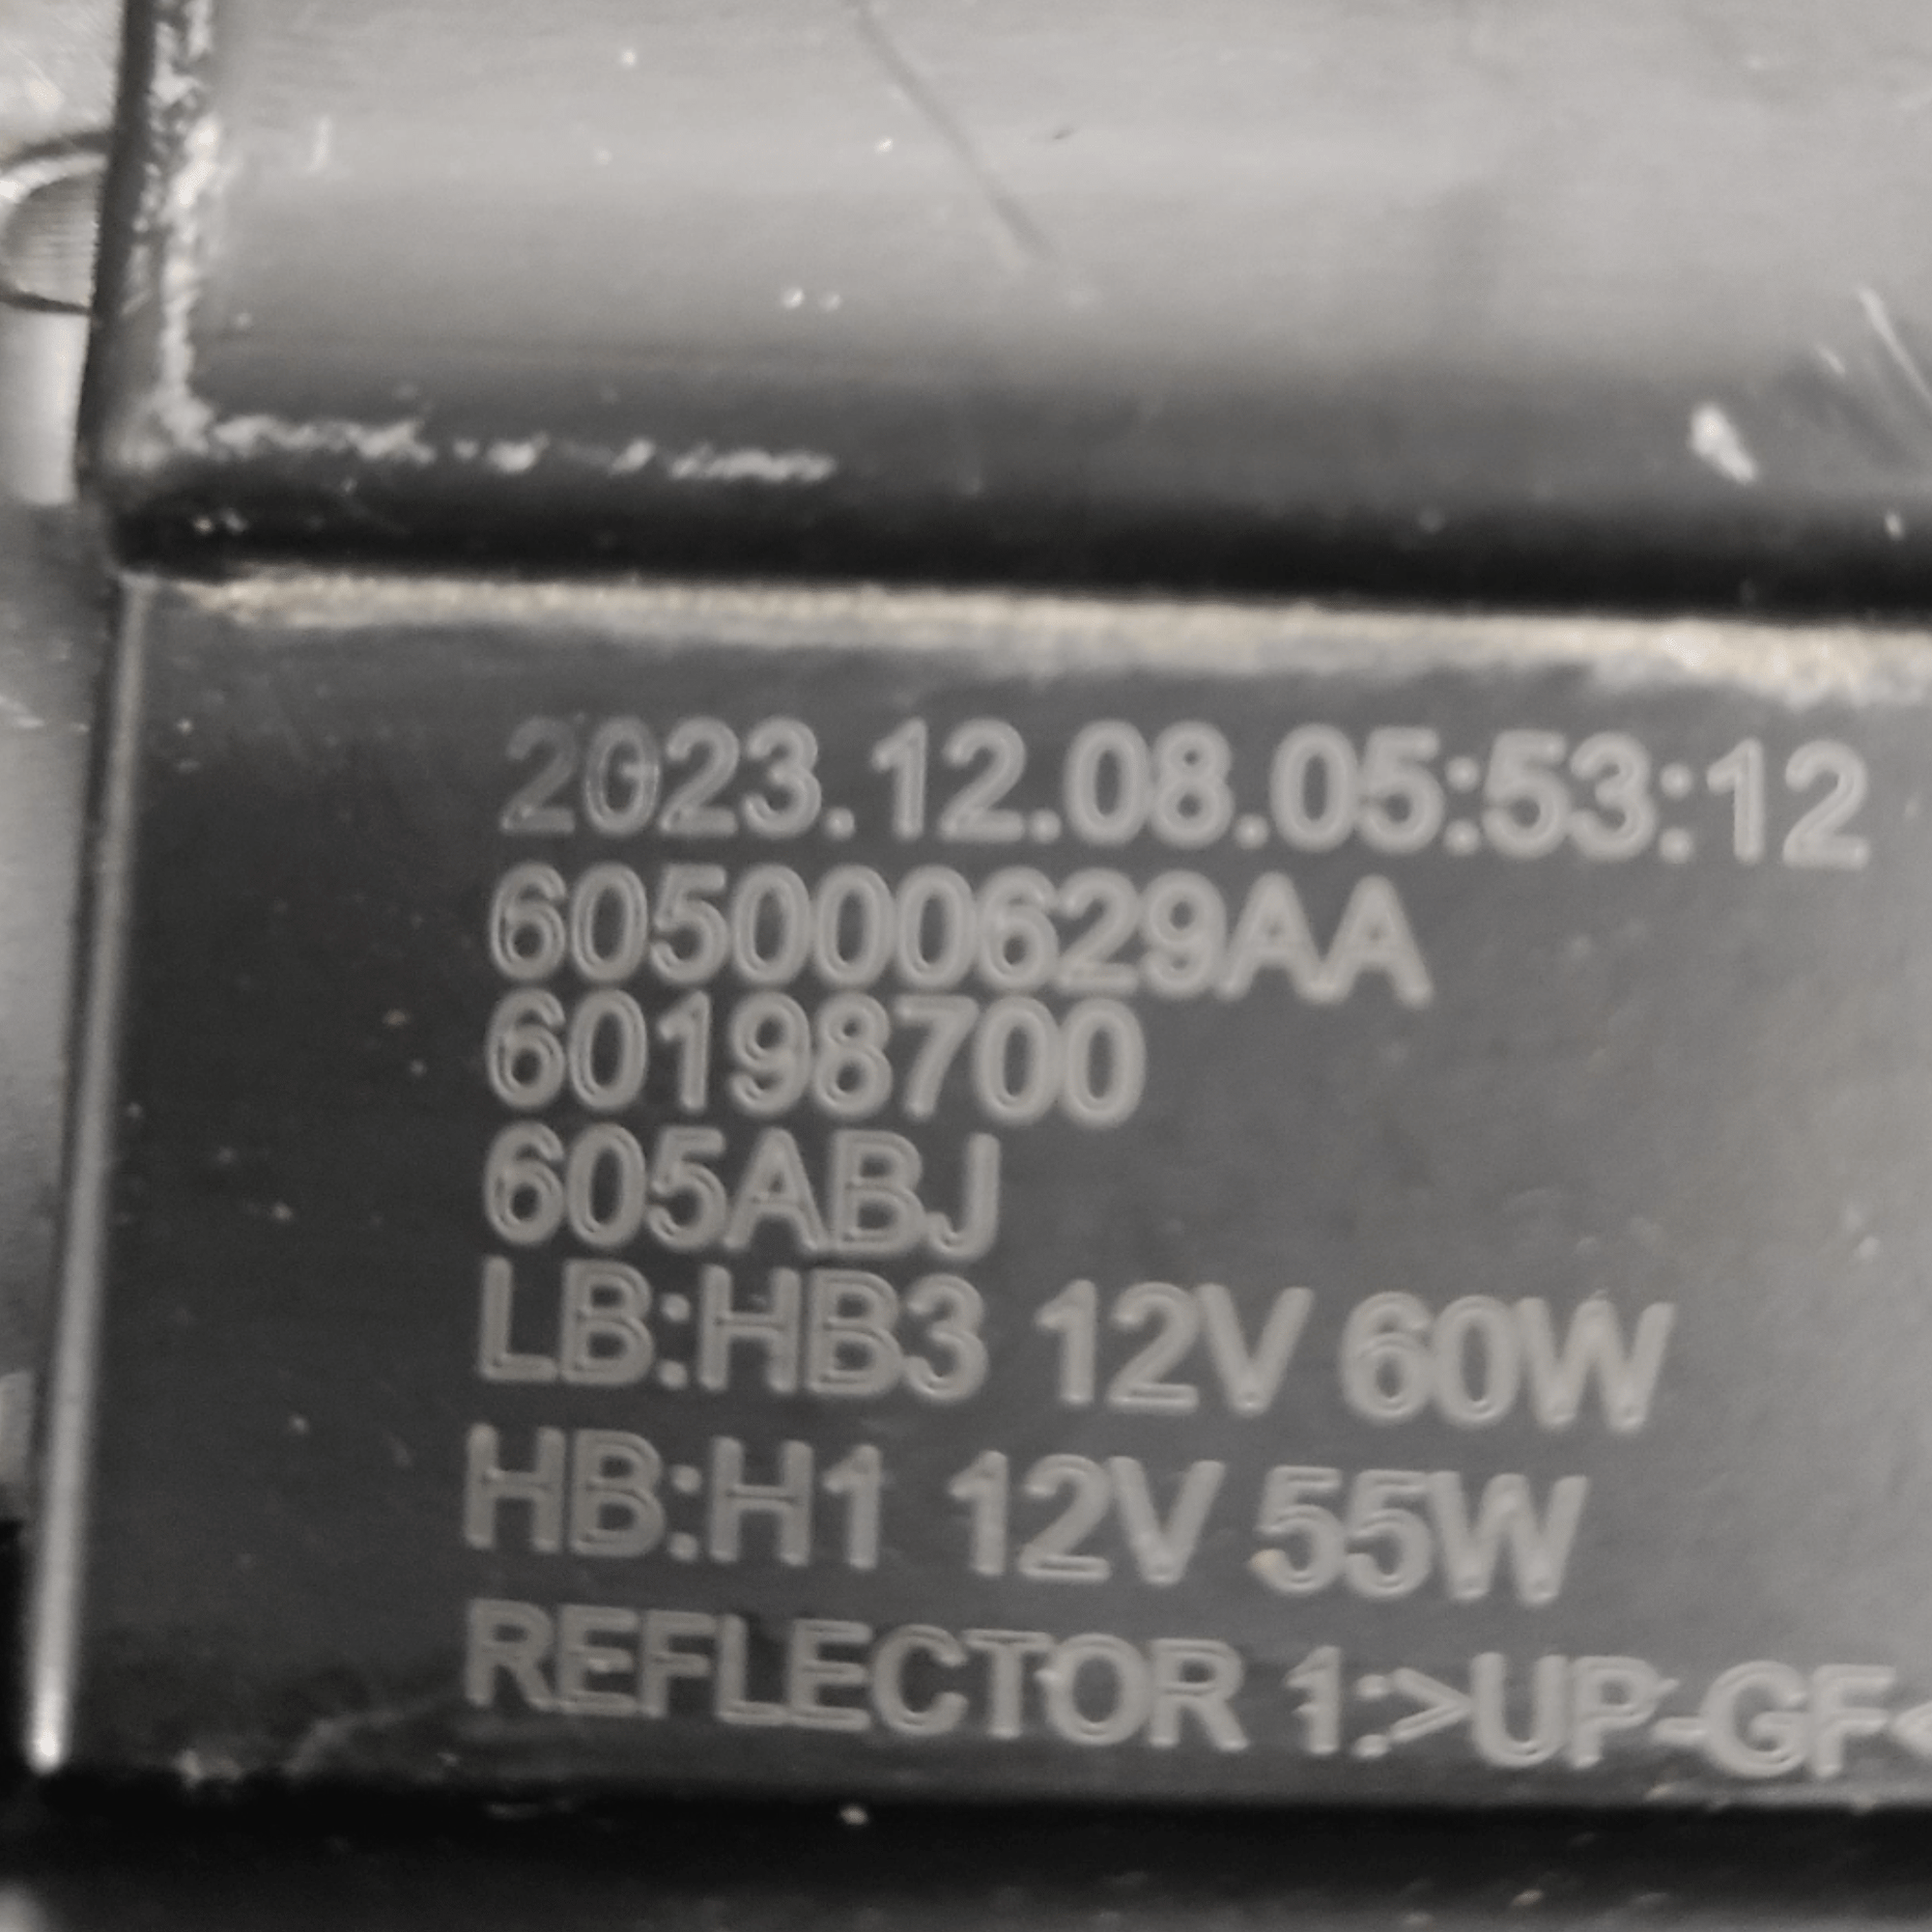 2023.12.08.05:53:12
605000629AA
60198700
605ABJ
LB:HB3 12V 60W
HB:H1 12V 55W
REFLECTOR 1:>UP-GF<